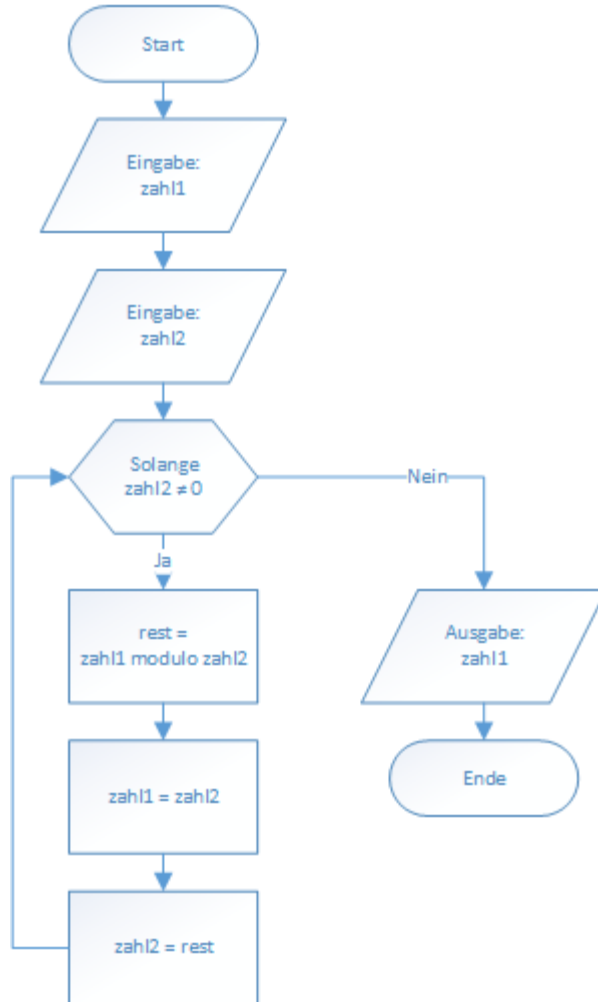 Start
Eingabe:
zahl1
Eingabe:
zahl2
Solange
zahl2 ≠ 0
Nein
Ja
rest =
zahl1 modulo zahl2
Ausgabe:
zahl1
zahl1 = zahl2
Ende
zahl2 = rest